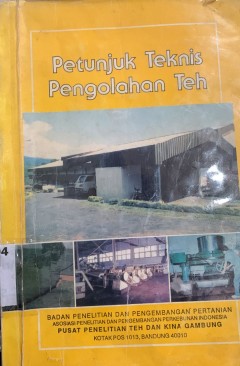 Petunjuk Teknis
Pengolahan Teh
4
BADAN PENELITIAN DAN PENGEMBANGAN PERTANIAN
ASOSIASI PENELITIAN DAN PENGEMBANGAN PERKEBUNAN INDONESIA
PUSAT PENELITIAN TEH DAN KINA GAMBUNG
KOTAK POS 1013, BANDUNG 40010